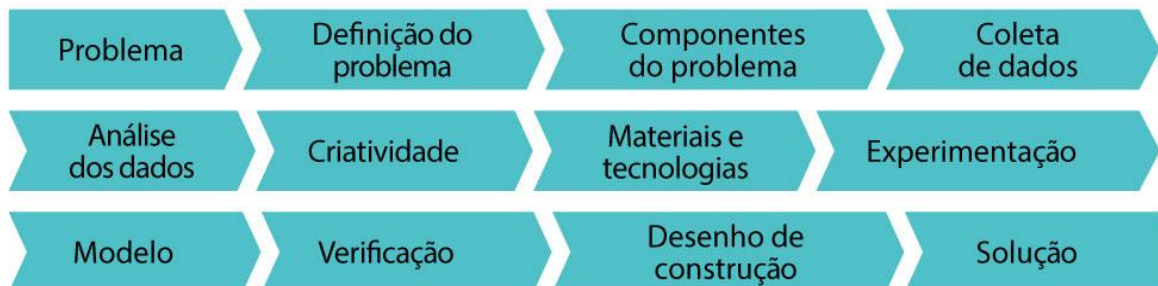 Problema
Definição do
problema
Componentes
do problema
Coleta
de dados
Análise
dos dados
Criatividade
Materiais e
tecnologias
Experimentação
Modelo
Verificação
Desenho de
construção
Solução